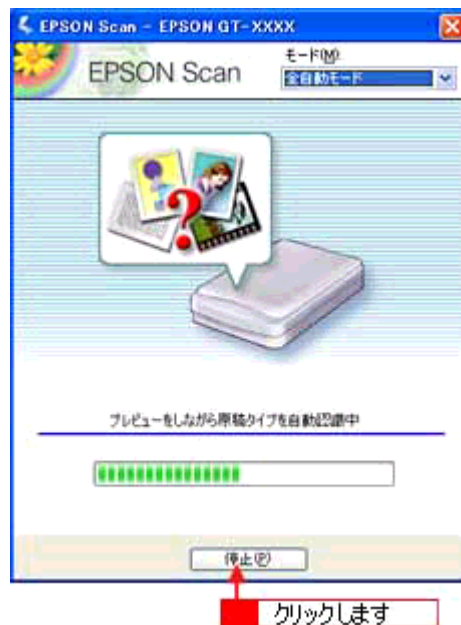 EPSON Scan - EPSON GT-XXXX
モード(M):
EPSON Scan
全自動モード
プレビューをしながら原稿タイプを自動認識中
停止(P)
クリックします